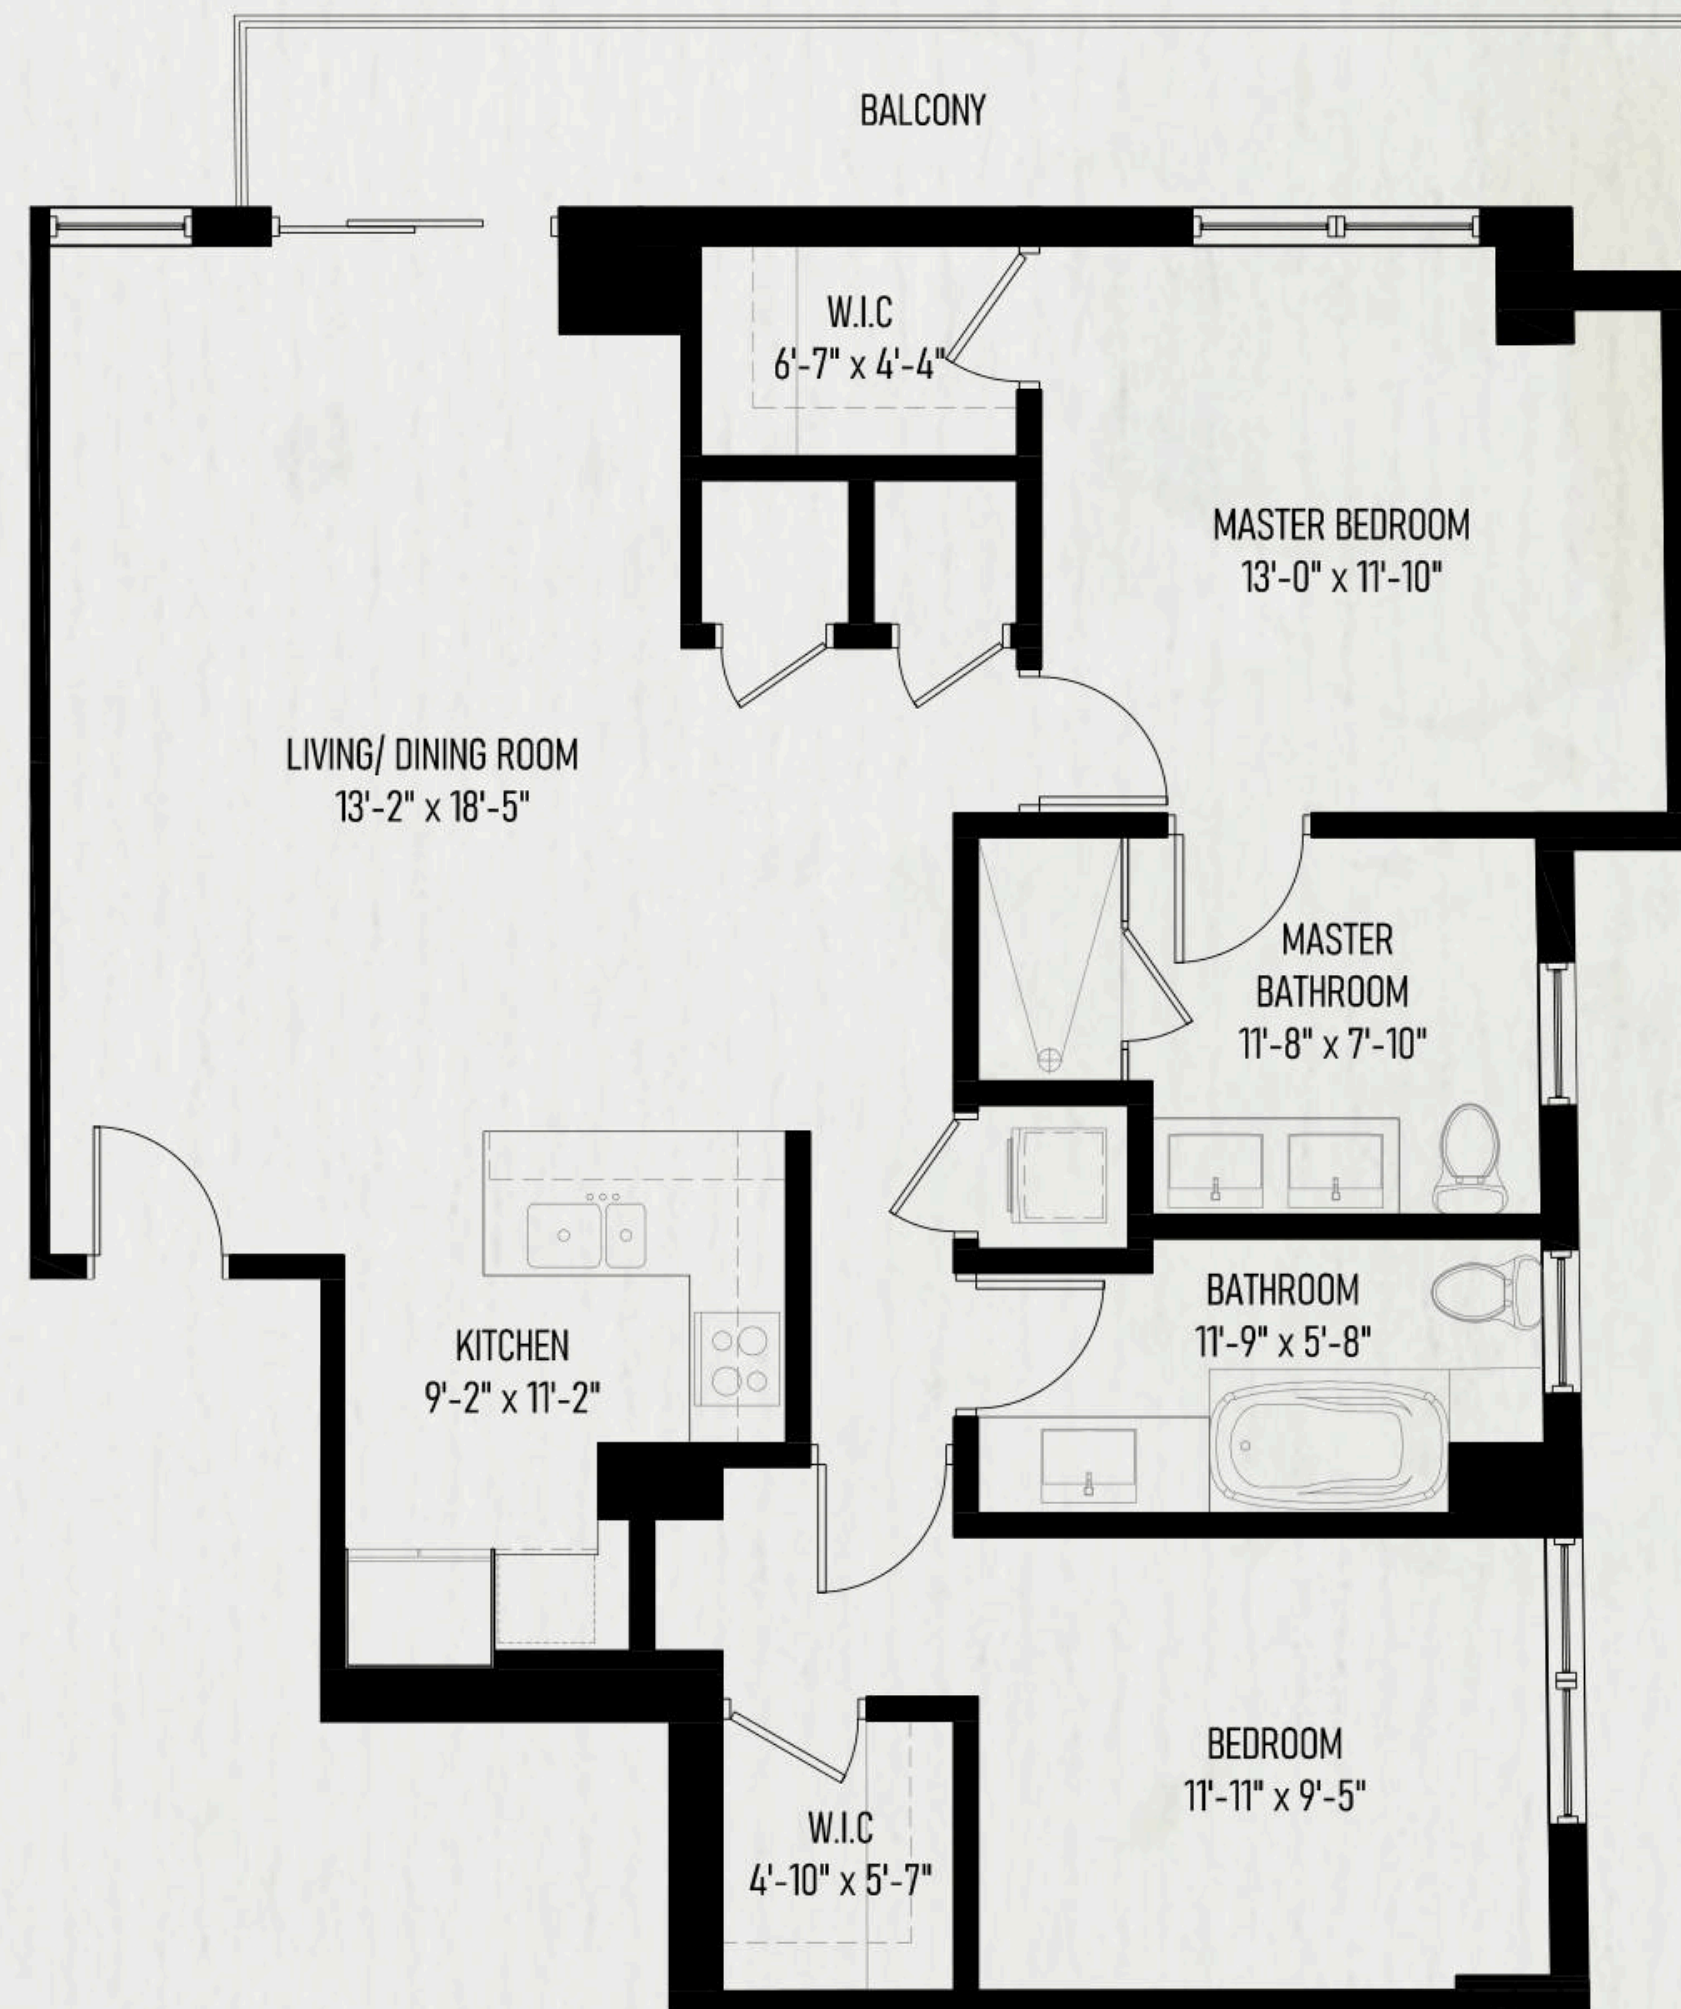 BALCONY
W.I.C
6'-7" x 4'-4"
MASTER BEDROOM
13'-0" x 11'-10"
LIVING/ DINING ROOM
13'-2" x 18'-5"
MASTER
BATHROOM
11'-8" x 7'-10"
BATHROOM
11'-9" x 5'-8"
KITCHEN
9'-2" x 11'-2"
BEDROOM
11'-11" x 9'-5"
W.I.C
4'-10" x 5'-7"